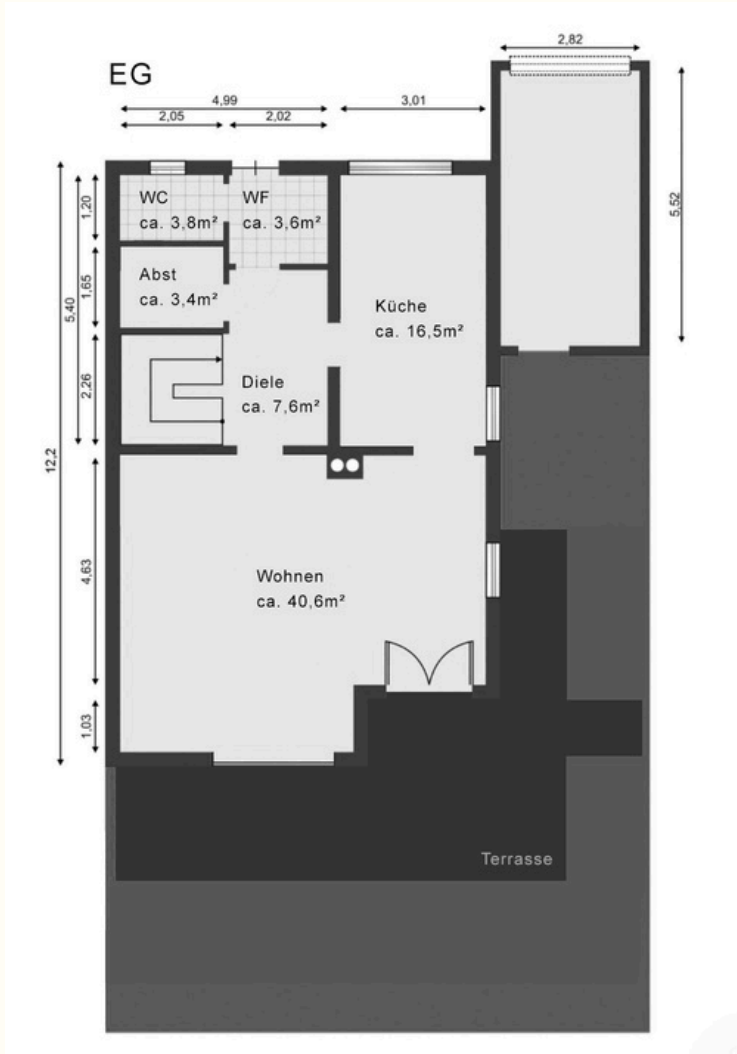 2,82
EG
4,99
3,01
2,05
2,02
WC
ca. 3,8m²
WF
ca. 3,6m²
1,20
5,52
Abst
ca. 3,4m²
1,65
5,40
Küche
ca. 16,5m²
Diele
ca. 7,6m²
2,26
12,2
4,63
Wohnen
ca. 40,6m²
1,03
Terrasse